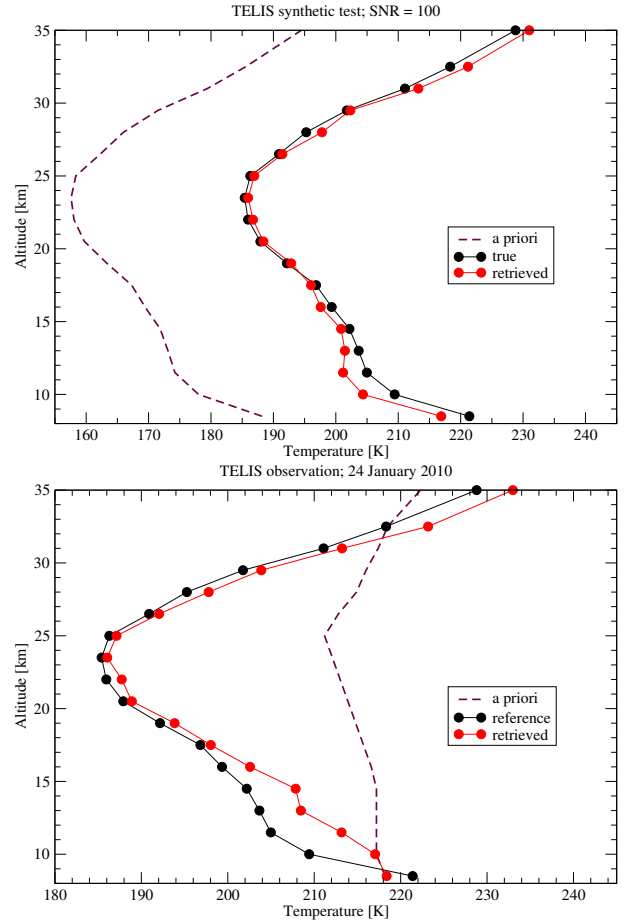 TELIS synthetic test; SNR = 100
35
30
25
20
15
10
Altitude [km]
a priori
true
retrieved
160 170 180 190 200 210 220 230 240
Temperature [K]
TELIS observation; 24 January 2010
35
30
25
20
15
10
Altitude [km]
a priori
reference
retrieved
180 190 200 210 220 230 240
Temperature [K]